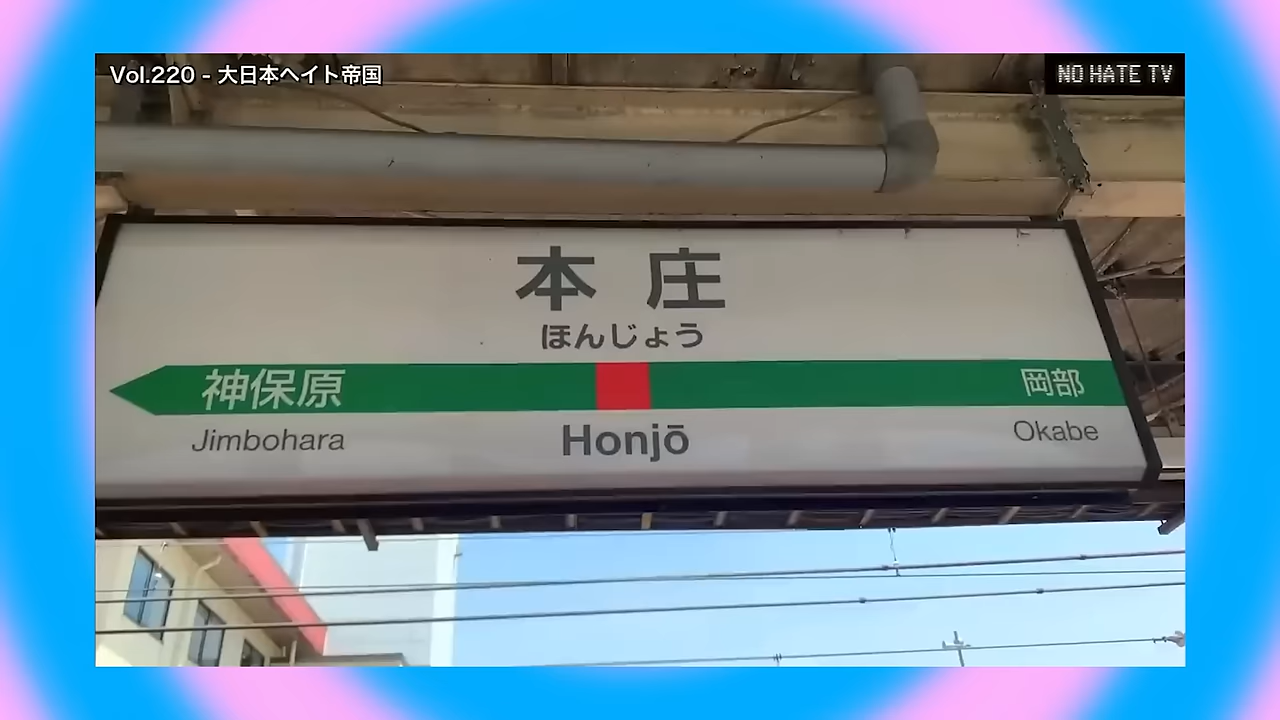 Vol.220 - 大日本ヘイト帝国
NO HATE TV
本庄
ほんじょう
神保原
岡部
Jimbohara
Honjō
Okabe